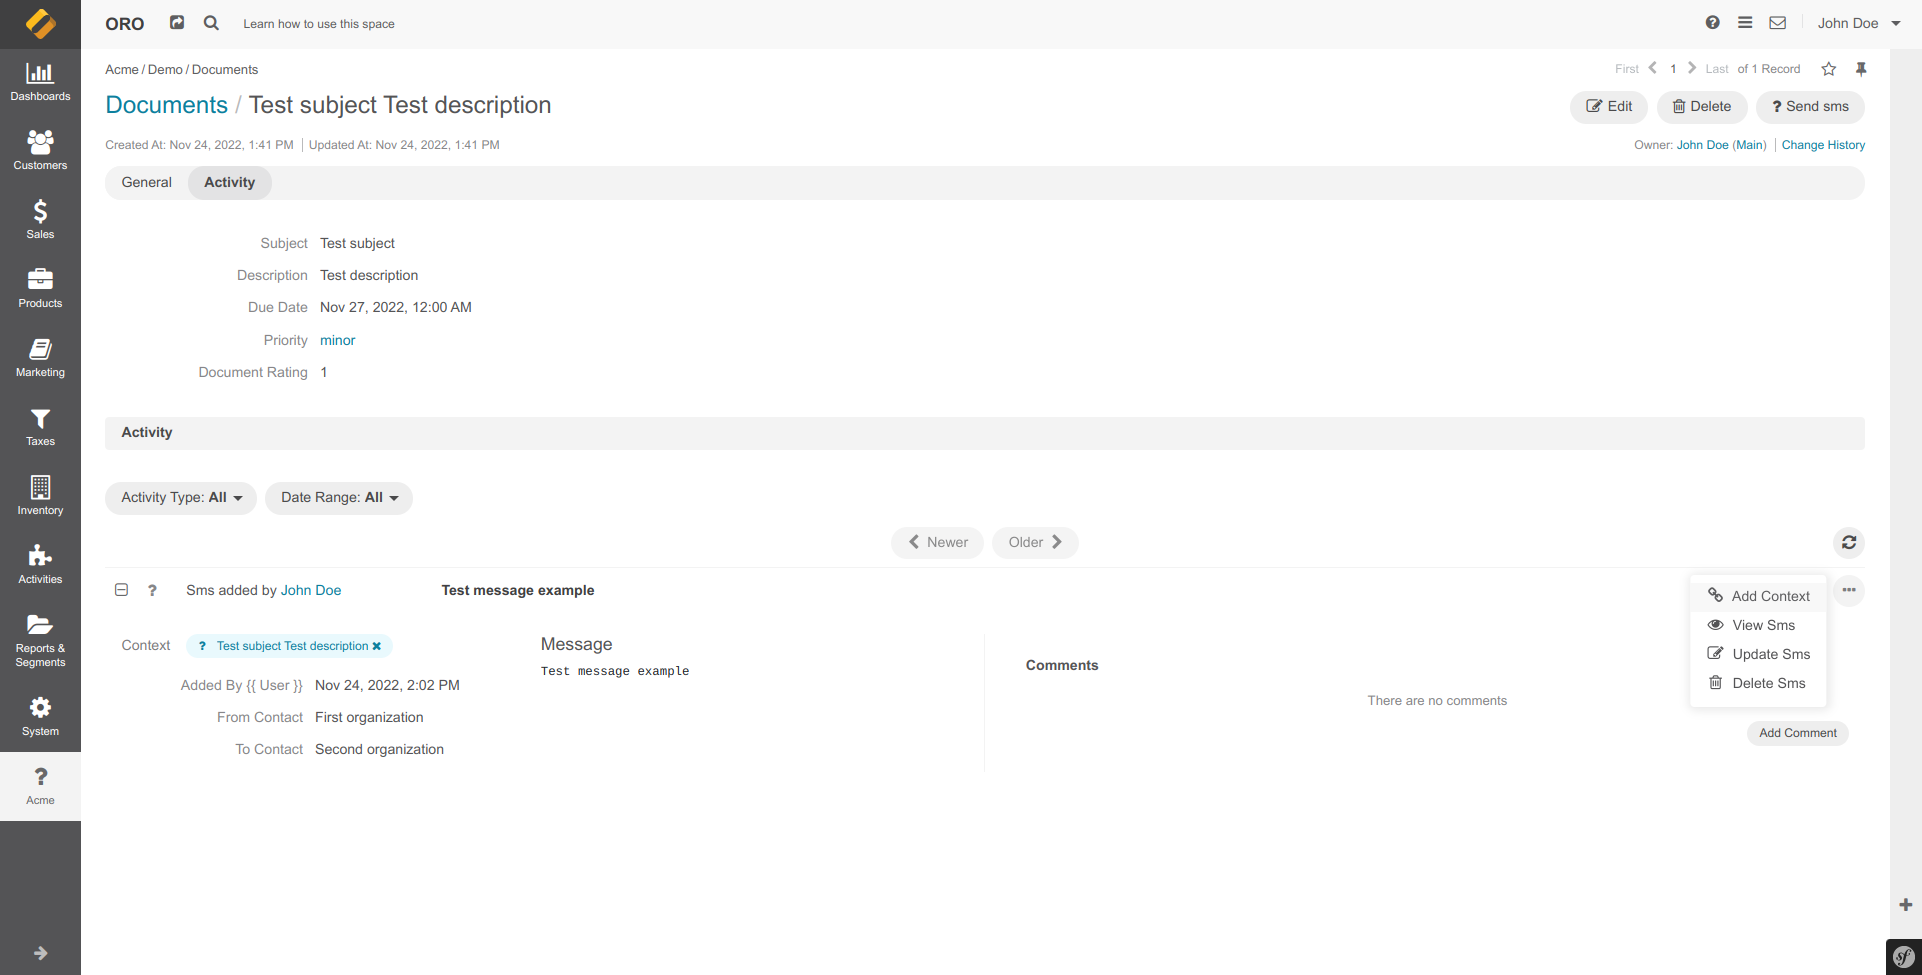 ORO
Learn how to use this space
John Doe
Dashboards
Customers
Sales
Products
Marketing
Taxes
Inventory
Activities
Reports &
Segments
System
? Acme
Acme / Demo / Documents
First 1 Last of 1 Record
Documents / Test subject Test description
Edit Delete ? Send sms
Created At: Nov 24, 2022, 1:41 PM | Updated At: Nov 24, 2022, 1:41 PM
Owner: John Doe (Main) | Change History
General Activity
Subject Test subject
Description Test description
Due Date Nov 27, 2022, 12:00 AM
Priority minor
Document Rating 1
Activity
Activity Type: All Date Range: All
Newer Older
? Sms added by John Doe Test message example
Context ? Test subject Test description
Added By {{ User }} Nov 24, 2022, 2:02 PM
From Contact First organization
To Contact Second organization
Message
Test message example
Comments
There are no comments
Add Comment
Add Context
View Sms
Update Sms
Delete Sms
sf